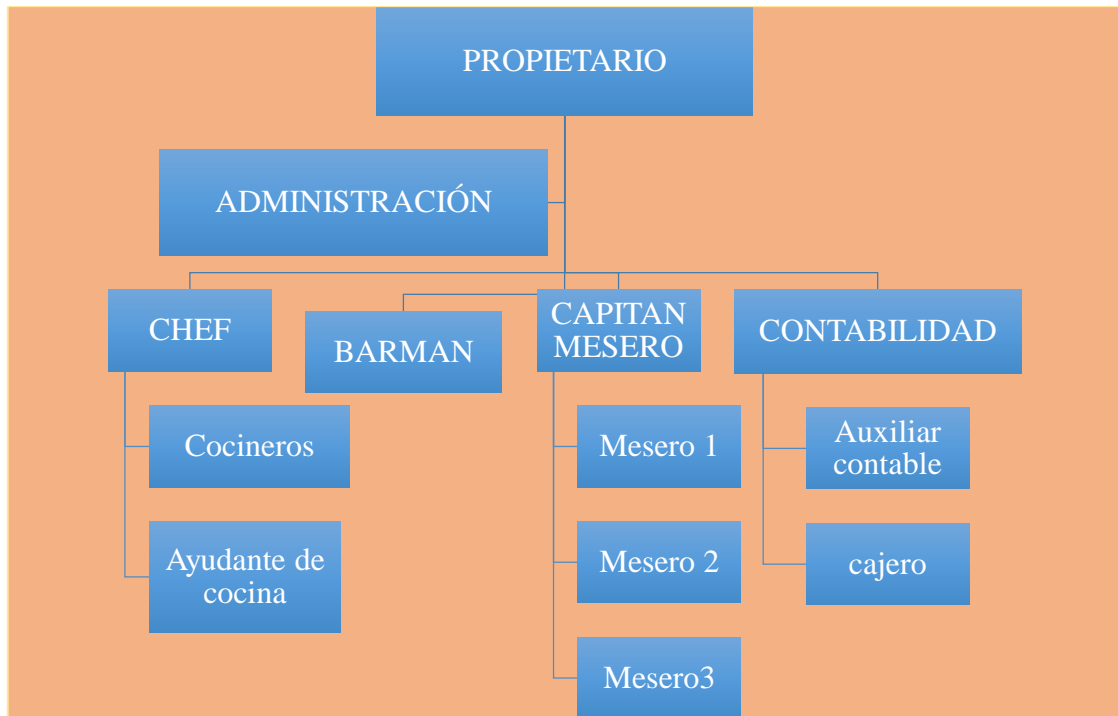 PROPIETARIO
ADMINISTRACIÓN
CHEF
BARMAN
CAPITAN
MESERO
CONTABILIDAD
Cocineros
Ayudante de
cocina
Mesero 1
Mesero 2
Mesero3
Auxiliar
contable
cajero